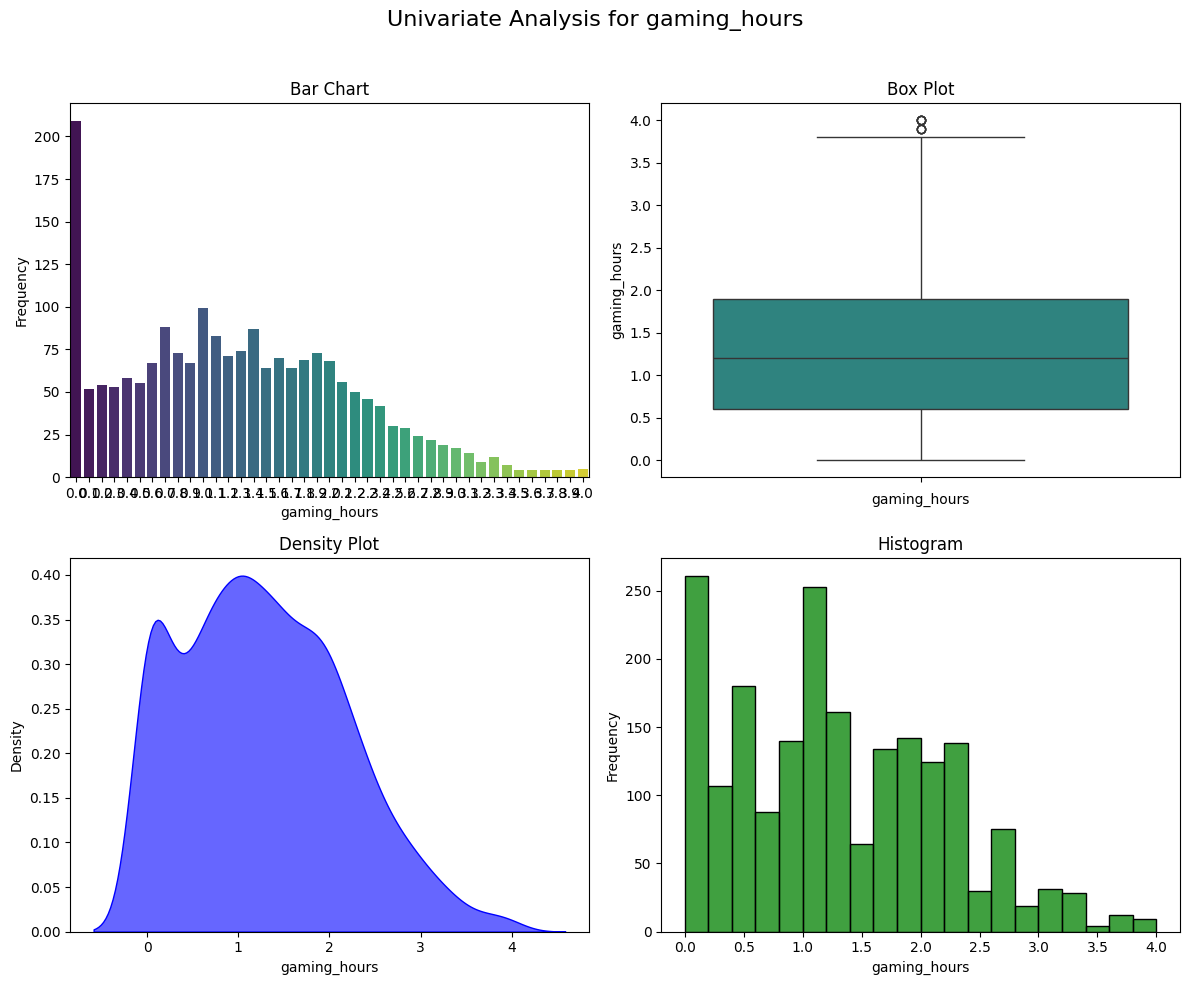 Univariate Analysis for gaming_hours
Bar Chart
200
175
150
125
100
75
50
25
0
Frequency
gaming_hours
Box Plot
4.0
3.5
3.0
2.5
2.0
1.5
1.0
0.5
0.0
gaming_hours
gaming_hours
gaming_hours
Density Plot
0.40
0.35
0.30
0.25
0.20
0.15
0.10
0.05
0.00
Density
0 1 2 3 4
gaming_hours
Histogram
250
200
150
100
50
0
Frequency
0.0 0.5 1.0 1.5 2.0 2.5 3.0 3.5 4.0
gaming_hours